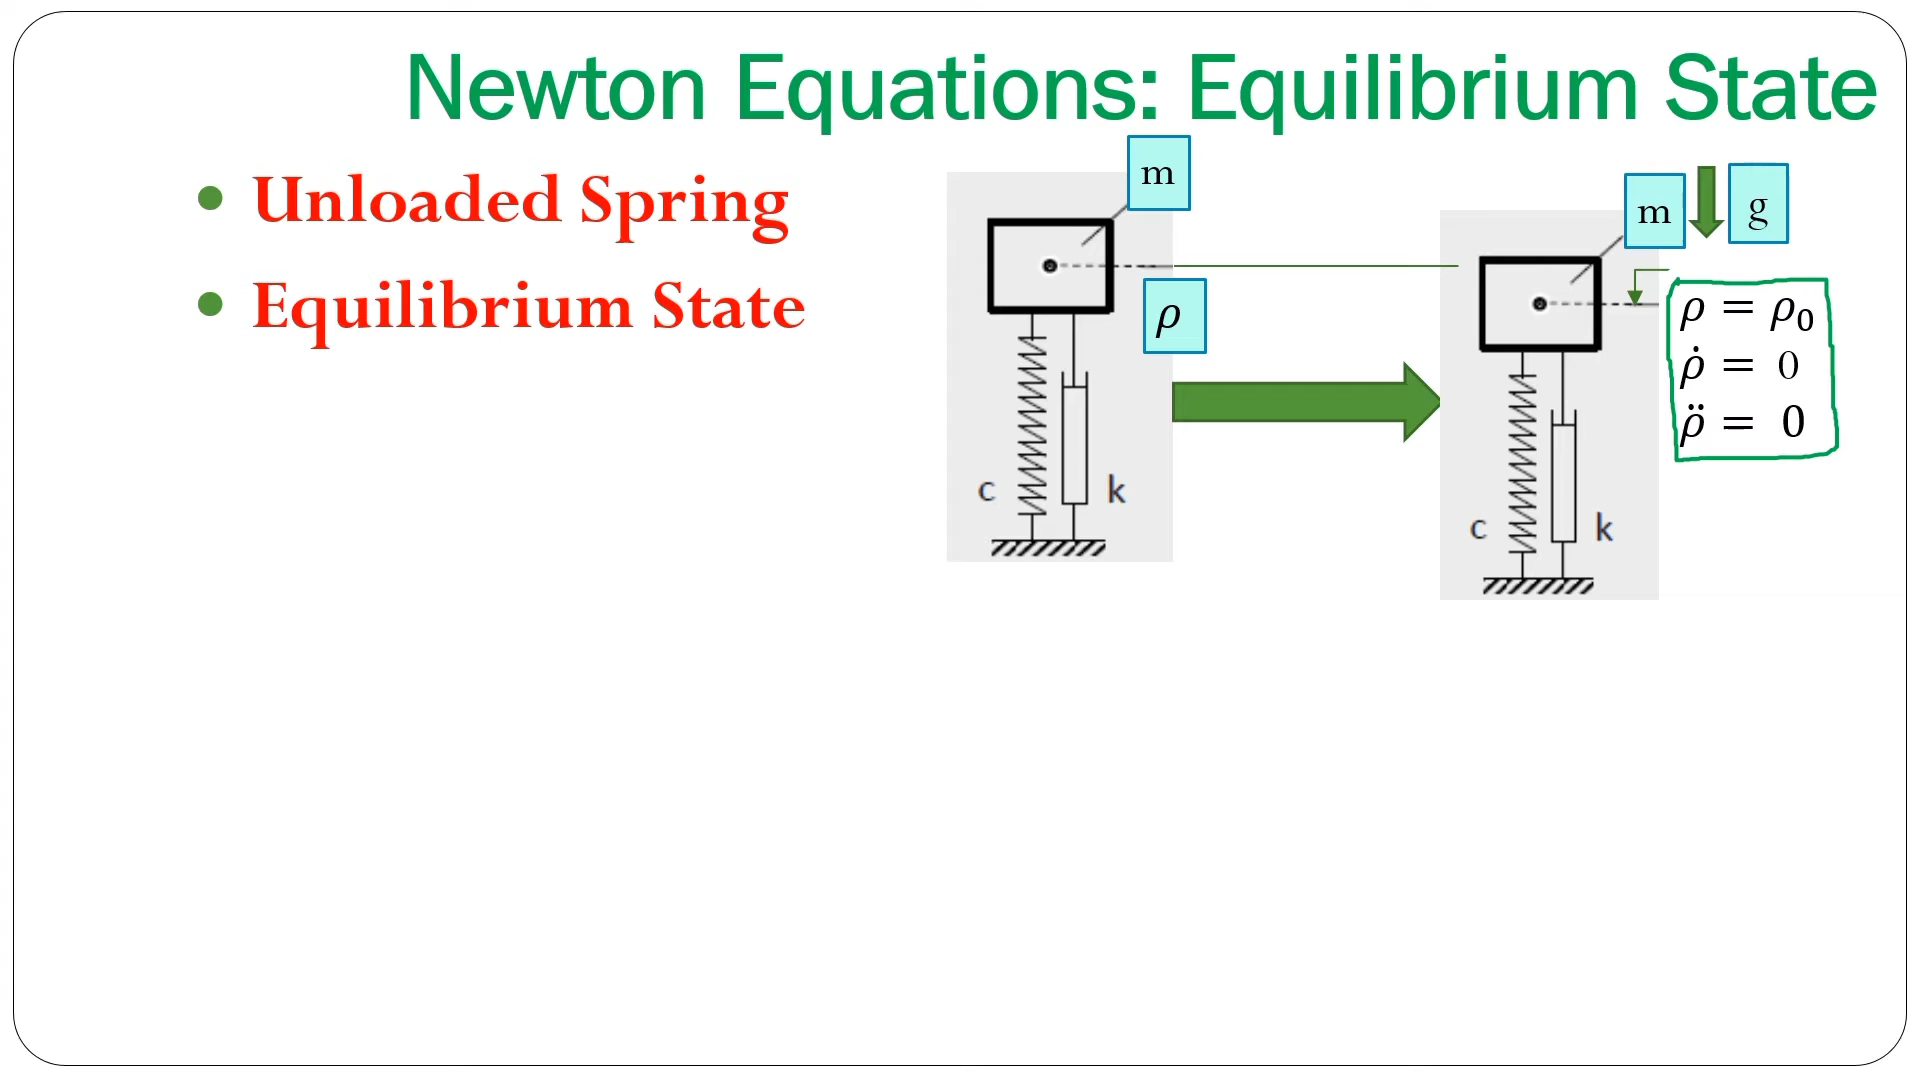 Newton Equations: Equilibrium State
• Unloaded Spring
• Equilibrium State
m
ρ
c
k
m
g
ρ = ρ₀
ρ̇ = 0
ρ̈ = 0
c
k